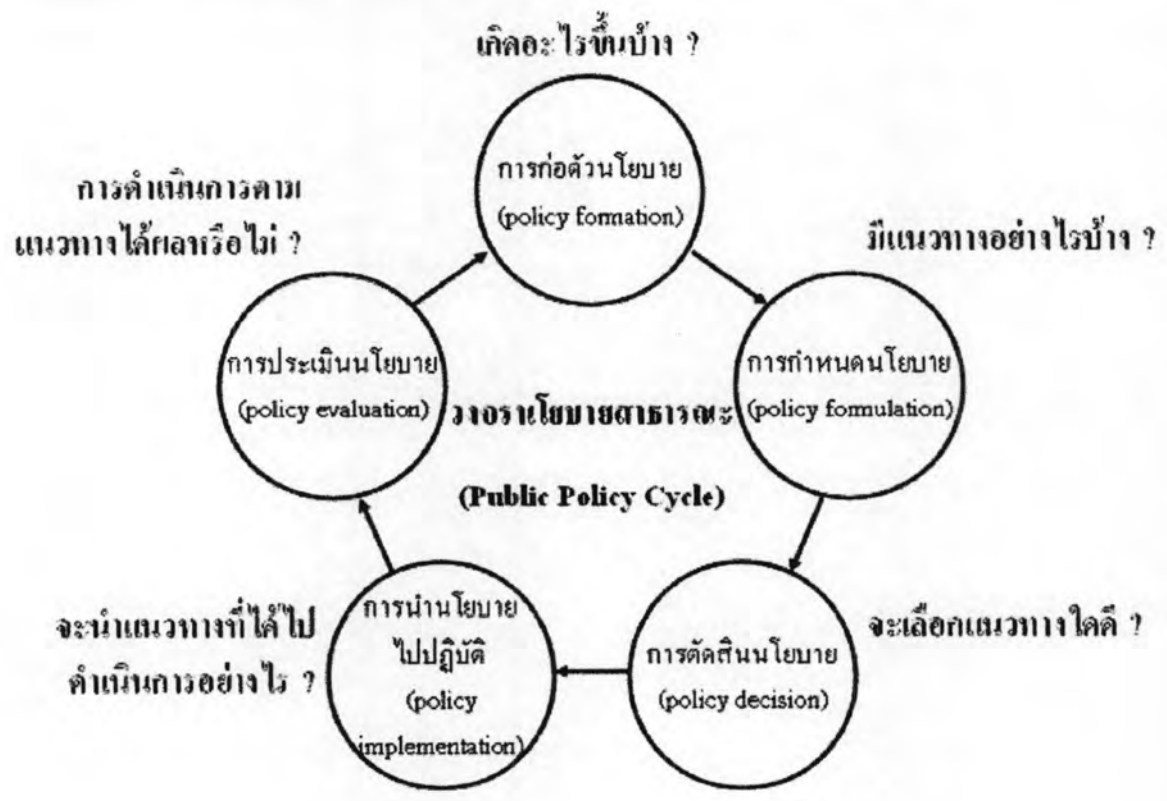 เกิดอะไรขึ้นบ้าง ?
การก่อตัวนโยบาย
(policy formation)
มีแนวทางอย่างไรบ้าง ?
การกำหนดนโยบาย
(policy formulation)
จะเลือกแนวทางใดดี ?
การตัดสินนโยบาย
(policy decision)
จะนำแนวทางที่ได้ไป
ดำเนินการอย่างไร ?
การนำนโยบาย
ไปปฏิบัติ
(policy
implementation)
การดำเนินการตาม
แนวทางได้ผลหรือไม่ ?
การประเมินนโยบาย
(policy evaluation)
วงจรนโยบายสาธารณะ
(Public Policy Cycle)